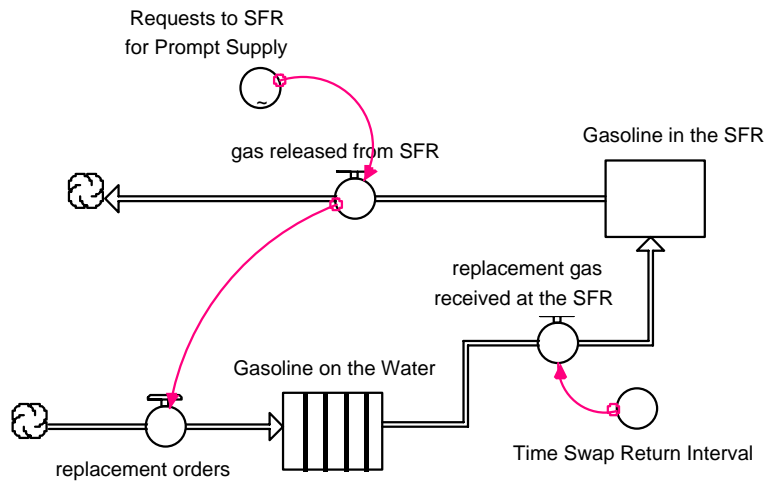 Requests to SFR
for Prompt Supply
~
gas released from SFR
Gasoline in the SFR
replacement gas
received at the SFR
Gasoline on the Water
replacement orders
Time Swap Return Interval